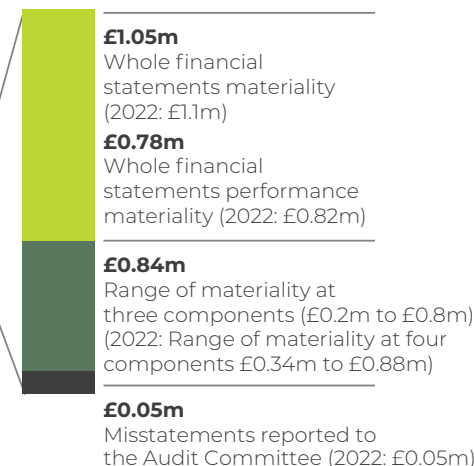 £1.05m
Whole financial
statements materiality
(2022: £1.1m)
£0.78m
Whole financial
statements performance
materiality (2022: £0.82m)
£0.84m
Range of materiality at
three components (£0.2m to £0.8m)
(2022: Range of materiality at four
components £0.34m to £0.88m)
£0.05m
Misstatements reported to
the Audit Committee (2022: £0.05m)